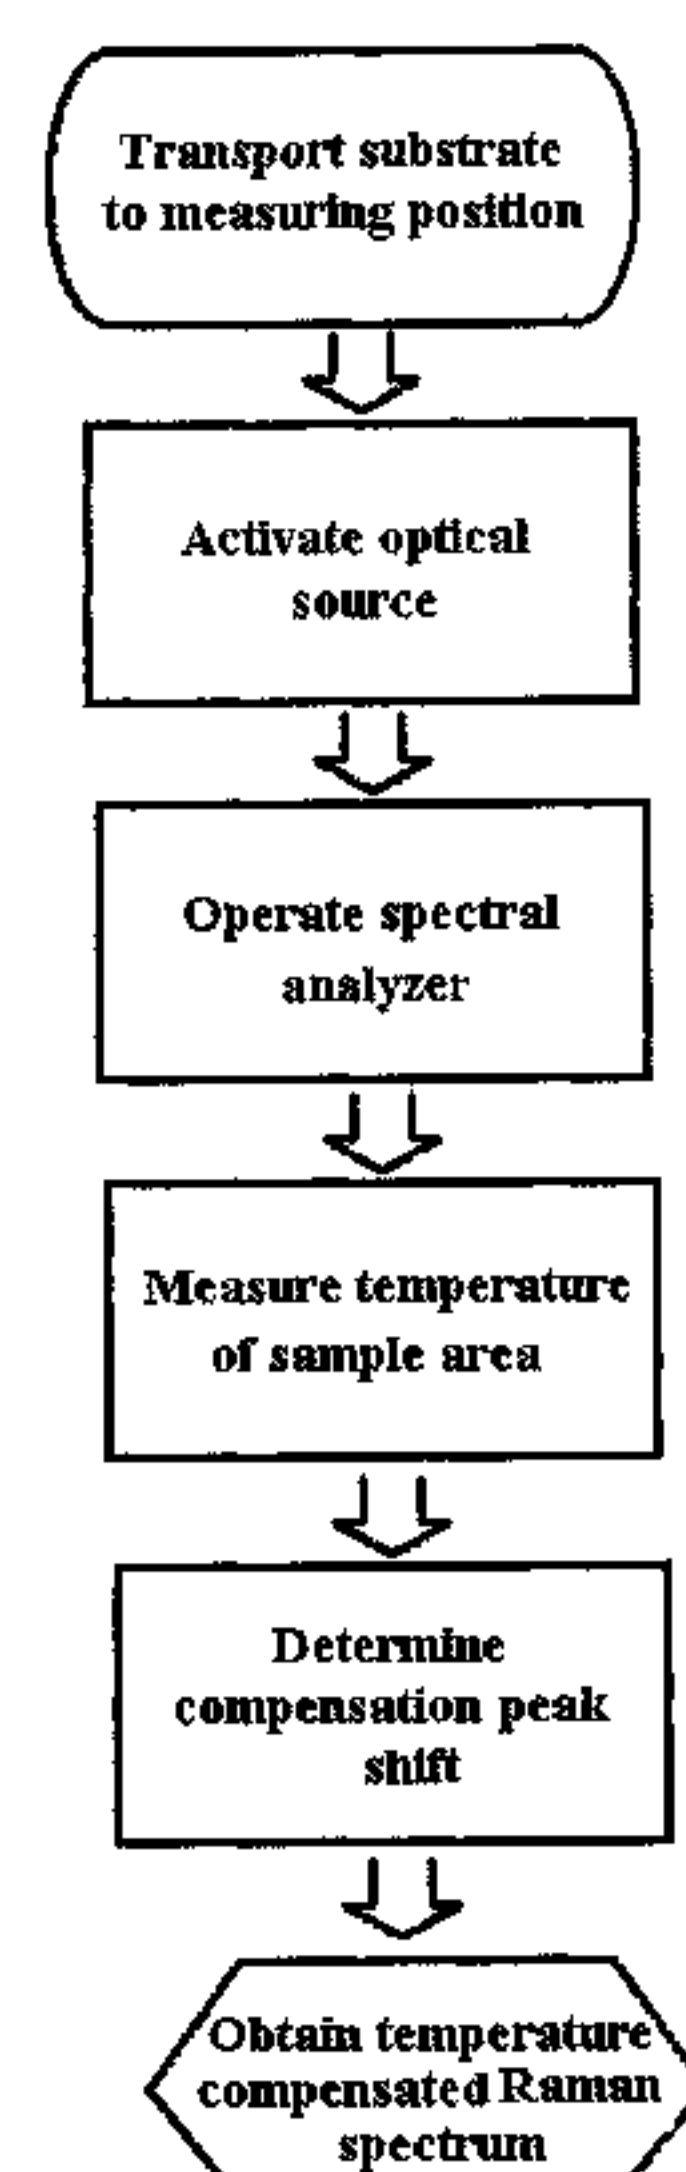 Transport substrate
to measuring position
Activate optical
source
Operate spectral
analyzer
Measure temperature
of sample area
Determine
compensation peak
shift
Obtain temperature
compensated Raman
spectrum